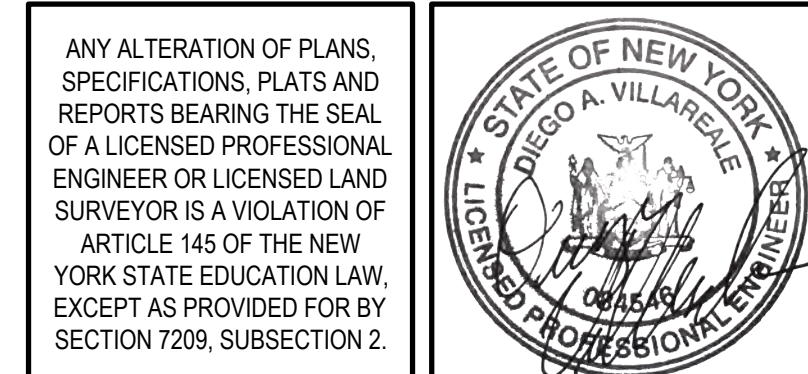 ANY ALTERATION OF PLANS,
SPECIFICATIONS, PLATS AND
REPORTS BEARING THE SEAL
OF A LICENSED PROFESSIONAL
ENGINEER OR LICENSED LAND
SURVEYOR IS A VIOLATION OF
ARTICLE 145 OF THE NEW
YORK STATE EDUCATION LAW,
EXCEPT AS PROVIDED FOR BY
SECTION 7209, SUBSECTION 2.
STATE OF NEW YORK
DIEGO A. VILLAREALE
LICENSED PROFESSIONAL ENGINEER